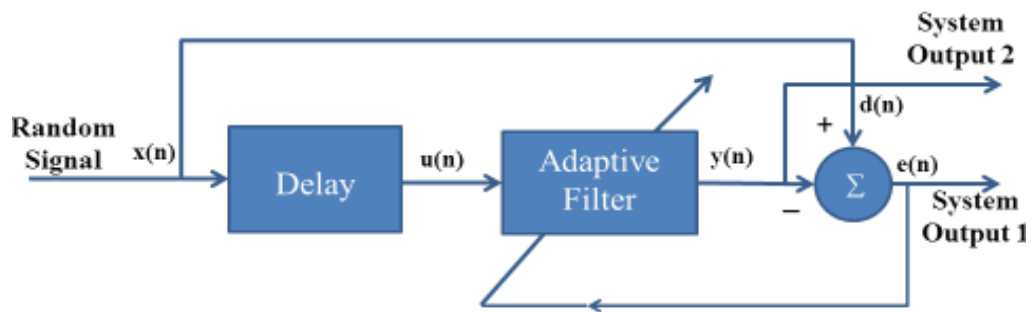 System
Output 2
Random
Signal
x(n)
Delay
u(n)
Adaptive
Filter
y(n)
d(n)
+
−
Σ
e(n)
System
Output 1